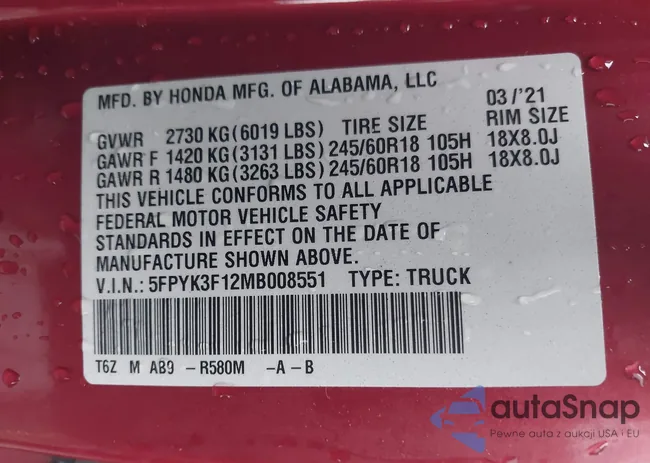 MFD. BY HONDA MFG. OF ALABAMA, LLC
03/'21
GVWR 2730 KG(6019 LBS) TIRE SIZE RIM SIZE
GAWR F 1420 KG(3131 LBS)245/60R18 105H 18X8.0J
GAWR R 1480 KG(3263 LBS)245/60R18 105H 18X8.0J
THIS VEHICLE CONFORMS TO ALL APPLICABLE
FEDERAL MOTOR VEHICLE SAFETY
STANDARDS IN EFFECT ON THE DATE OF
MANUFACTURE SHOWN ABOVE.
V.I.N.: 5FPYK3F12MB008551 TYPE: TRUCK
T6Z M AB9 -R580M -A-B
autaSnap
Pewne auta z aukcji USA i EU